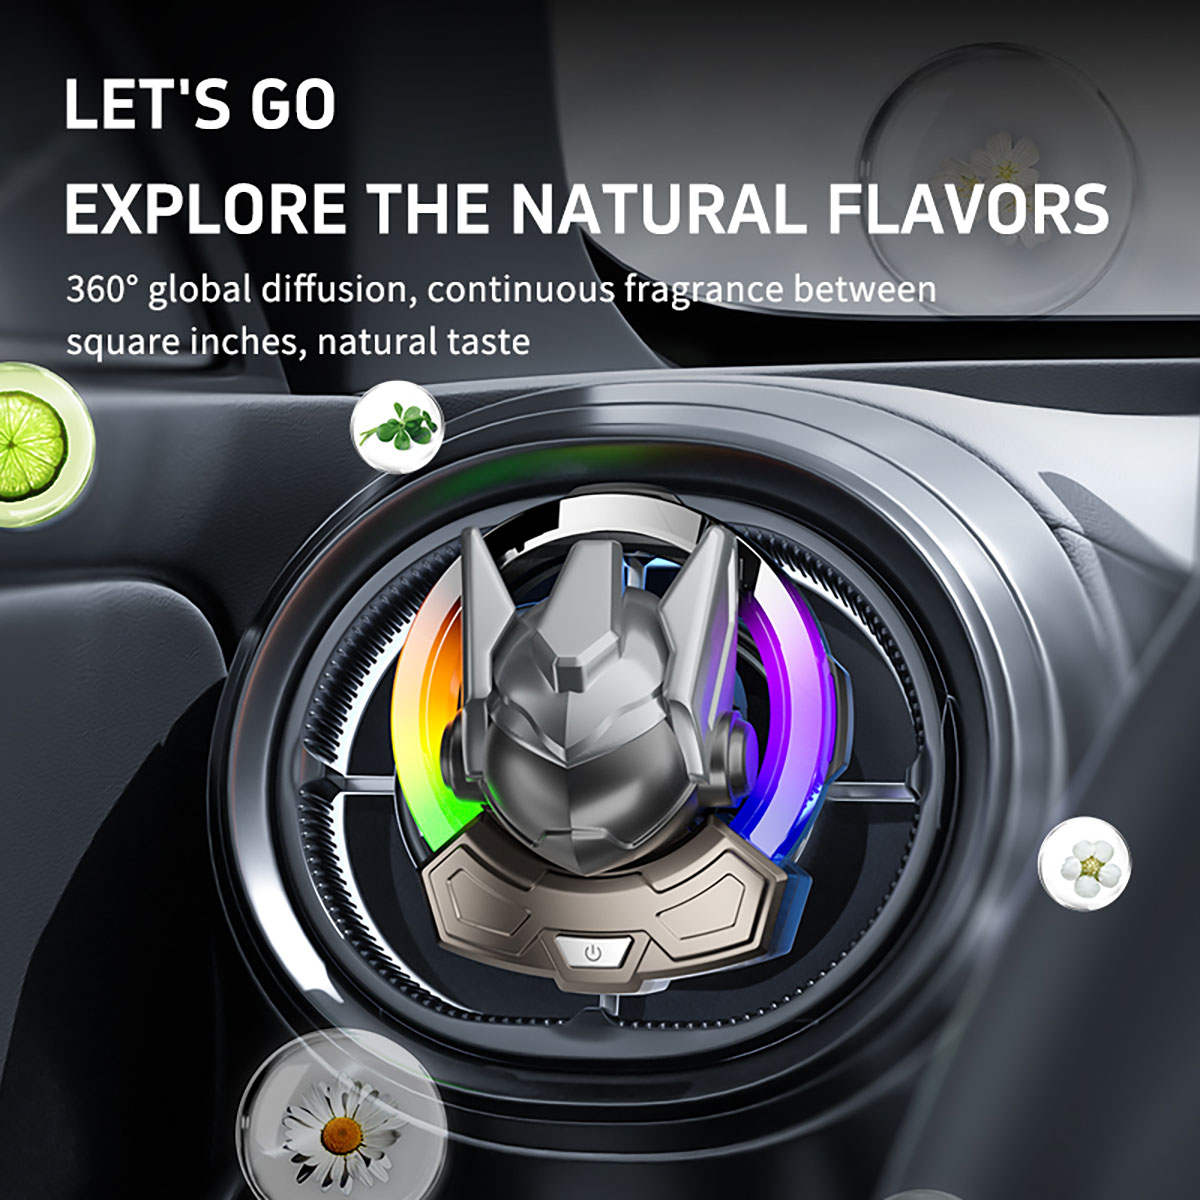 LET'S GO
EXPLORE THE NATURAL FLAVORS
360° global diffusion, continuous fragrance between
square inches, natural taste